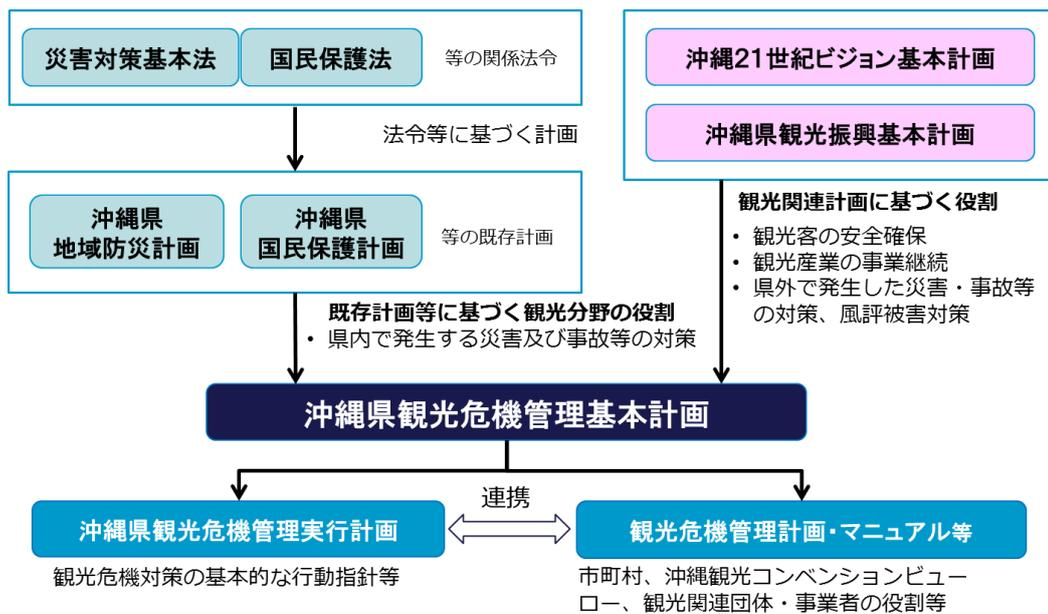 災害対策基本法
国民保護法
等の関係法令
法令等に基づく計画
沖縄県
地域防災計画
沖縄県
国民保護計画
等の既存計画
既存計画等に基づく観光分野の役割
・ 県内で発生する災害及び事故等の対策
沖縄21世紀ビジョン基本計画
沖縄県観光振興基本計画
観光関連計画に基づく役割
・ 観光客の安全確保
・ 観光産業の事業継続
・ 県外で発生した災害・事故等
の対策、風評被害対策
沖縄県観光危機管理基本計画
沖縄県観光危機管理実行計画
観光危機対策の基本的な行動指針等
連携
観光危機管理計画・マニュアル等
市町村、沖縄観光コンベンションビュー
ロー、観光関連団体・事業者の役割等